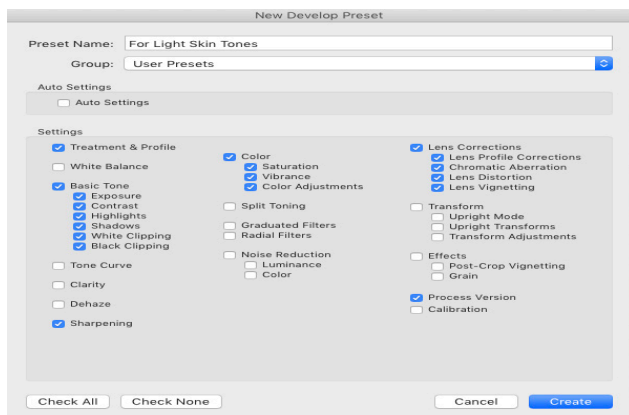 New Develop Preset
Preset Name: For Light Skin Tones
Group: User Presets
Auto Settings
Auto Settings
Settings
Treatment & Profile
White Balance
Basic Tone
Exposure
Contrast
Highlights
Shadows
White Clipping
Black Clipping
Tone Curve
Clarity
Dehaze
Sharpening
Color
Saturation
Vibrance
Color Adjustments
Split Toning
Graduated Filters
Radial Filters
Noise Reduction
Luminance
Color
Lens Corrections
Lens Profile Corrections
Chromatic Aberration
Lens Distortion
Lens Vignetting
Transform
Upright Mode
Upright Transforms
Transform Adjustments
Effects
Post-Crop Vignetting
Grain
Process Version
Calibration
Check All Check None Cancel Create